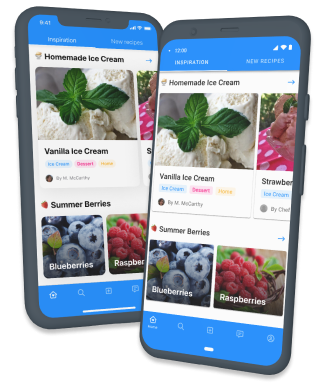 9:41
Inspiration
New recipes
Homemade Ice Cream
Vanilla Ice Cream
Ice Cream
Dessert
Home
By M. McCarthy
S
Summer Berries
Blueberries
Rasp
12:00
INSPIRATION
NEW RECIPES
Homemade Ice Cream
Vanilla Ice Cream
Ice Cream
Dessert
Home
By M. McCarthy
Strawber
Ice Cream
By Chef
Summer Berries
Blueberries
Raspberries
Home